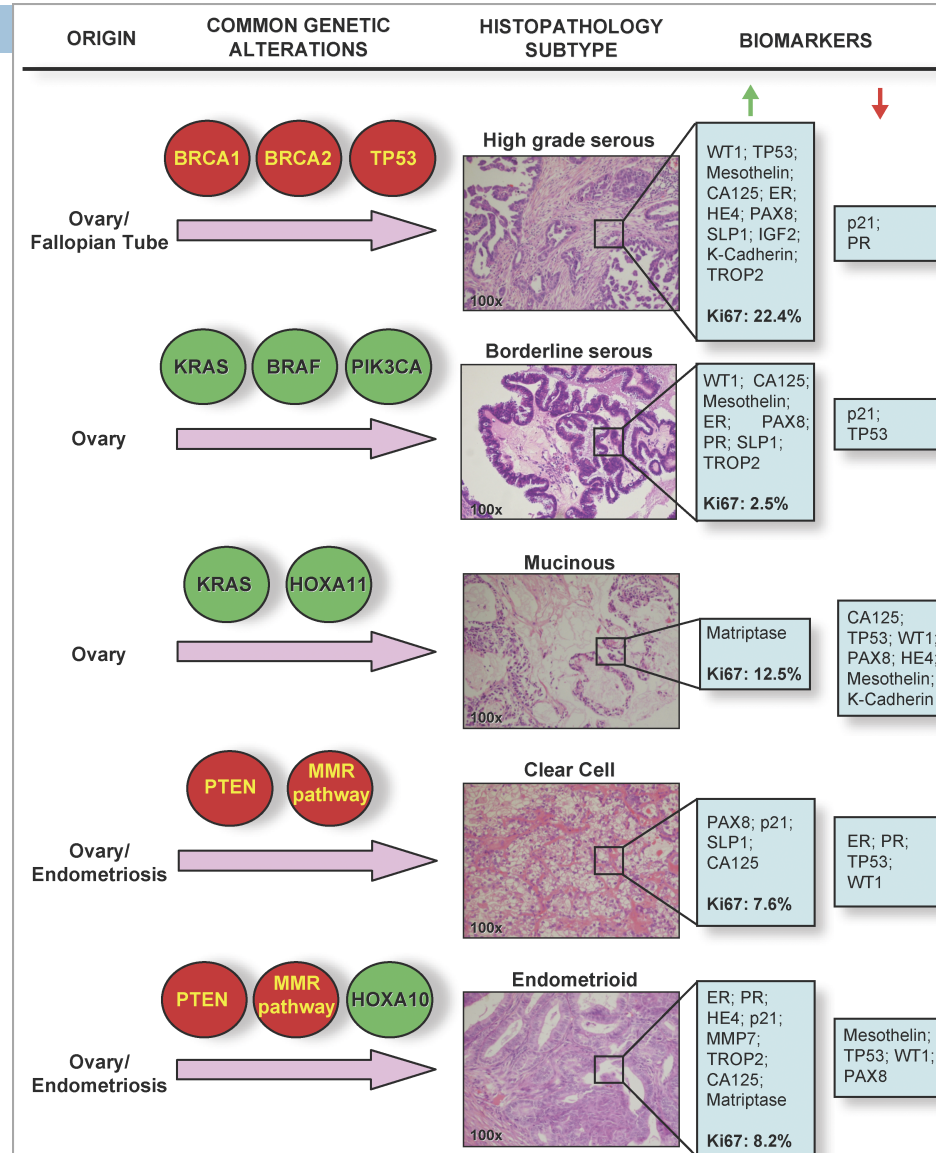 ORIGIN
COMMON GENETIC
ALTERATIONS
HISTOPATHOLOGY
SUBTYPE
BIOMARKERS
BRCA1
BRCA2
TP53
Ovary/
Fallopian Tube
High grade serous
100x
WT1; TP53;
Mesothelin;
CA125; ER;
HE4; PAX8;
SLP1; IGF2;
K-Cadherin;
TROP2
Ki67: 22.4%
p21;
PR
KRAS
BRAF
PIK3CA
Ovary
Borderline serous
100x
WT1; CA125;
Mesothelin;
ER; PAX8;
PR; SLP1;
TROP2
Ki67: 2.5%
p21;
TP53
KRAS
HOXA11
Ovary
Mucinous
100x
Matriptase
Ki67: 12.5%
CA125;
TP53; WT1;
PAX8; HE4;
Mesothelin;
K-Cadherin
PTEN
MMR
pathway
Ovary/
Endometriosis
Clear Cell
100x
PAX8; p21;
SLP1;
CA125
Ki67: 7.6%
ER; PR;
TP53;
WT1
PTEN
MMR
pathway
HOXA10
Ovary/
Endometriosis
Endometrioid
100x
ER; PR;
HE4; p21;
MMP7;
TROP2;
CA125;
Matriptase
Ki67: 8.2%
Mesothelin;
TP53; WT1;
PAX8